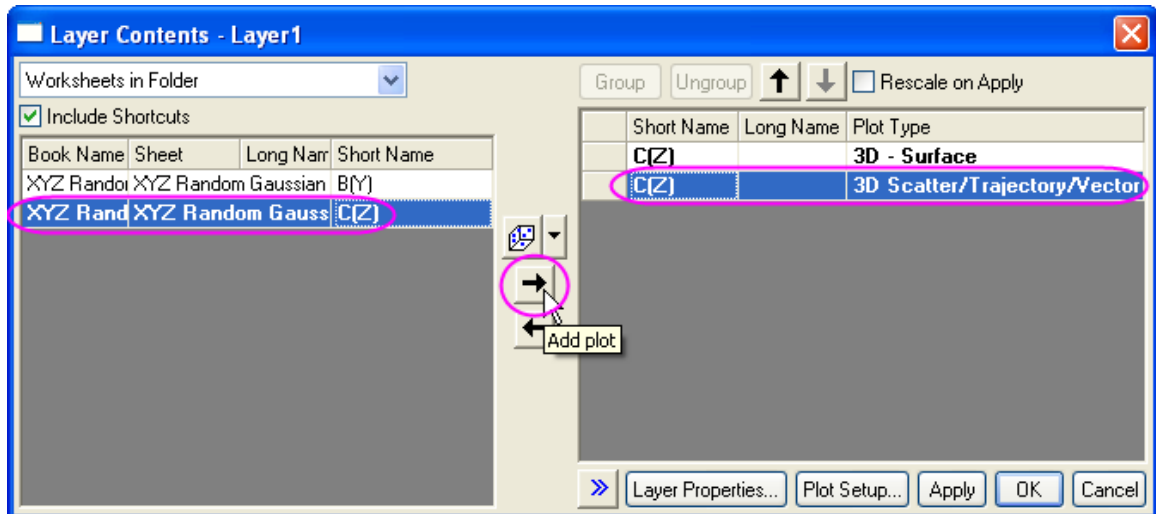 Layer Contents - Layer1
Worksheets in Folder
Include Shortcuts
Book Name Sheet Long Nam Short Name
XYZ Randor XYZ Random Gaussian B(Y)
XYZ Rand XYZ Random Gauss C(Z)
Add plot
Group Ungroup Rescale on Apply
Short Name Long Name Plot Type
C(Z) 3D - Surface
C(Z) 3D Scatter/Trajectory/Vector
Layer Properties... Plot Setup... Apply OK Cancel